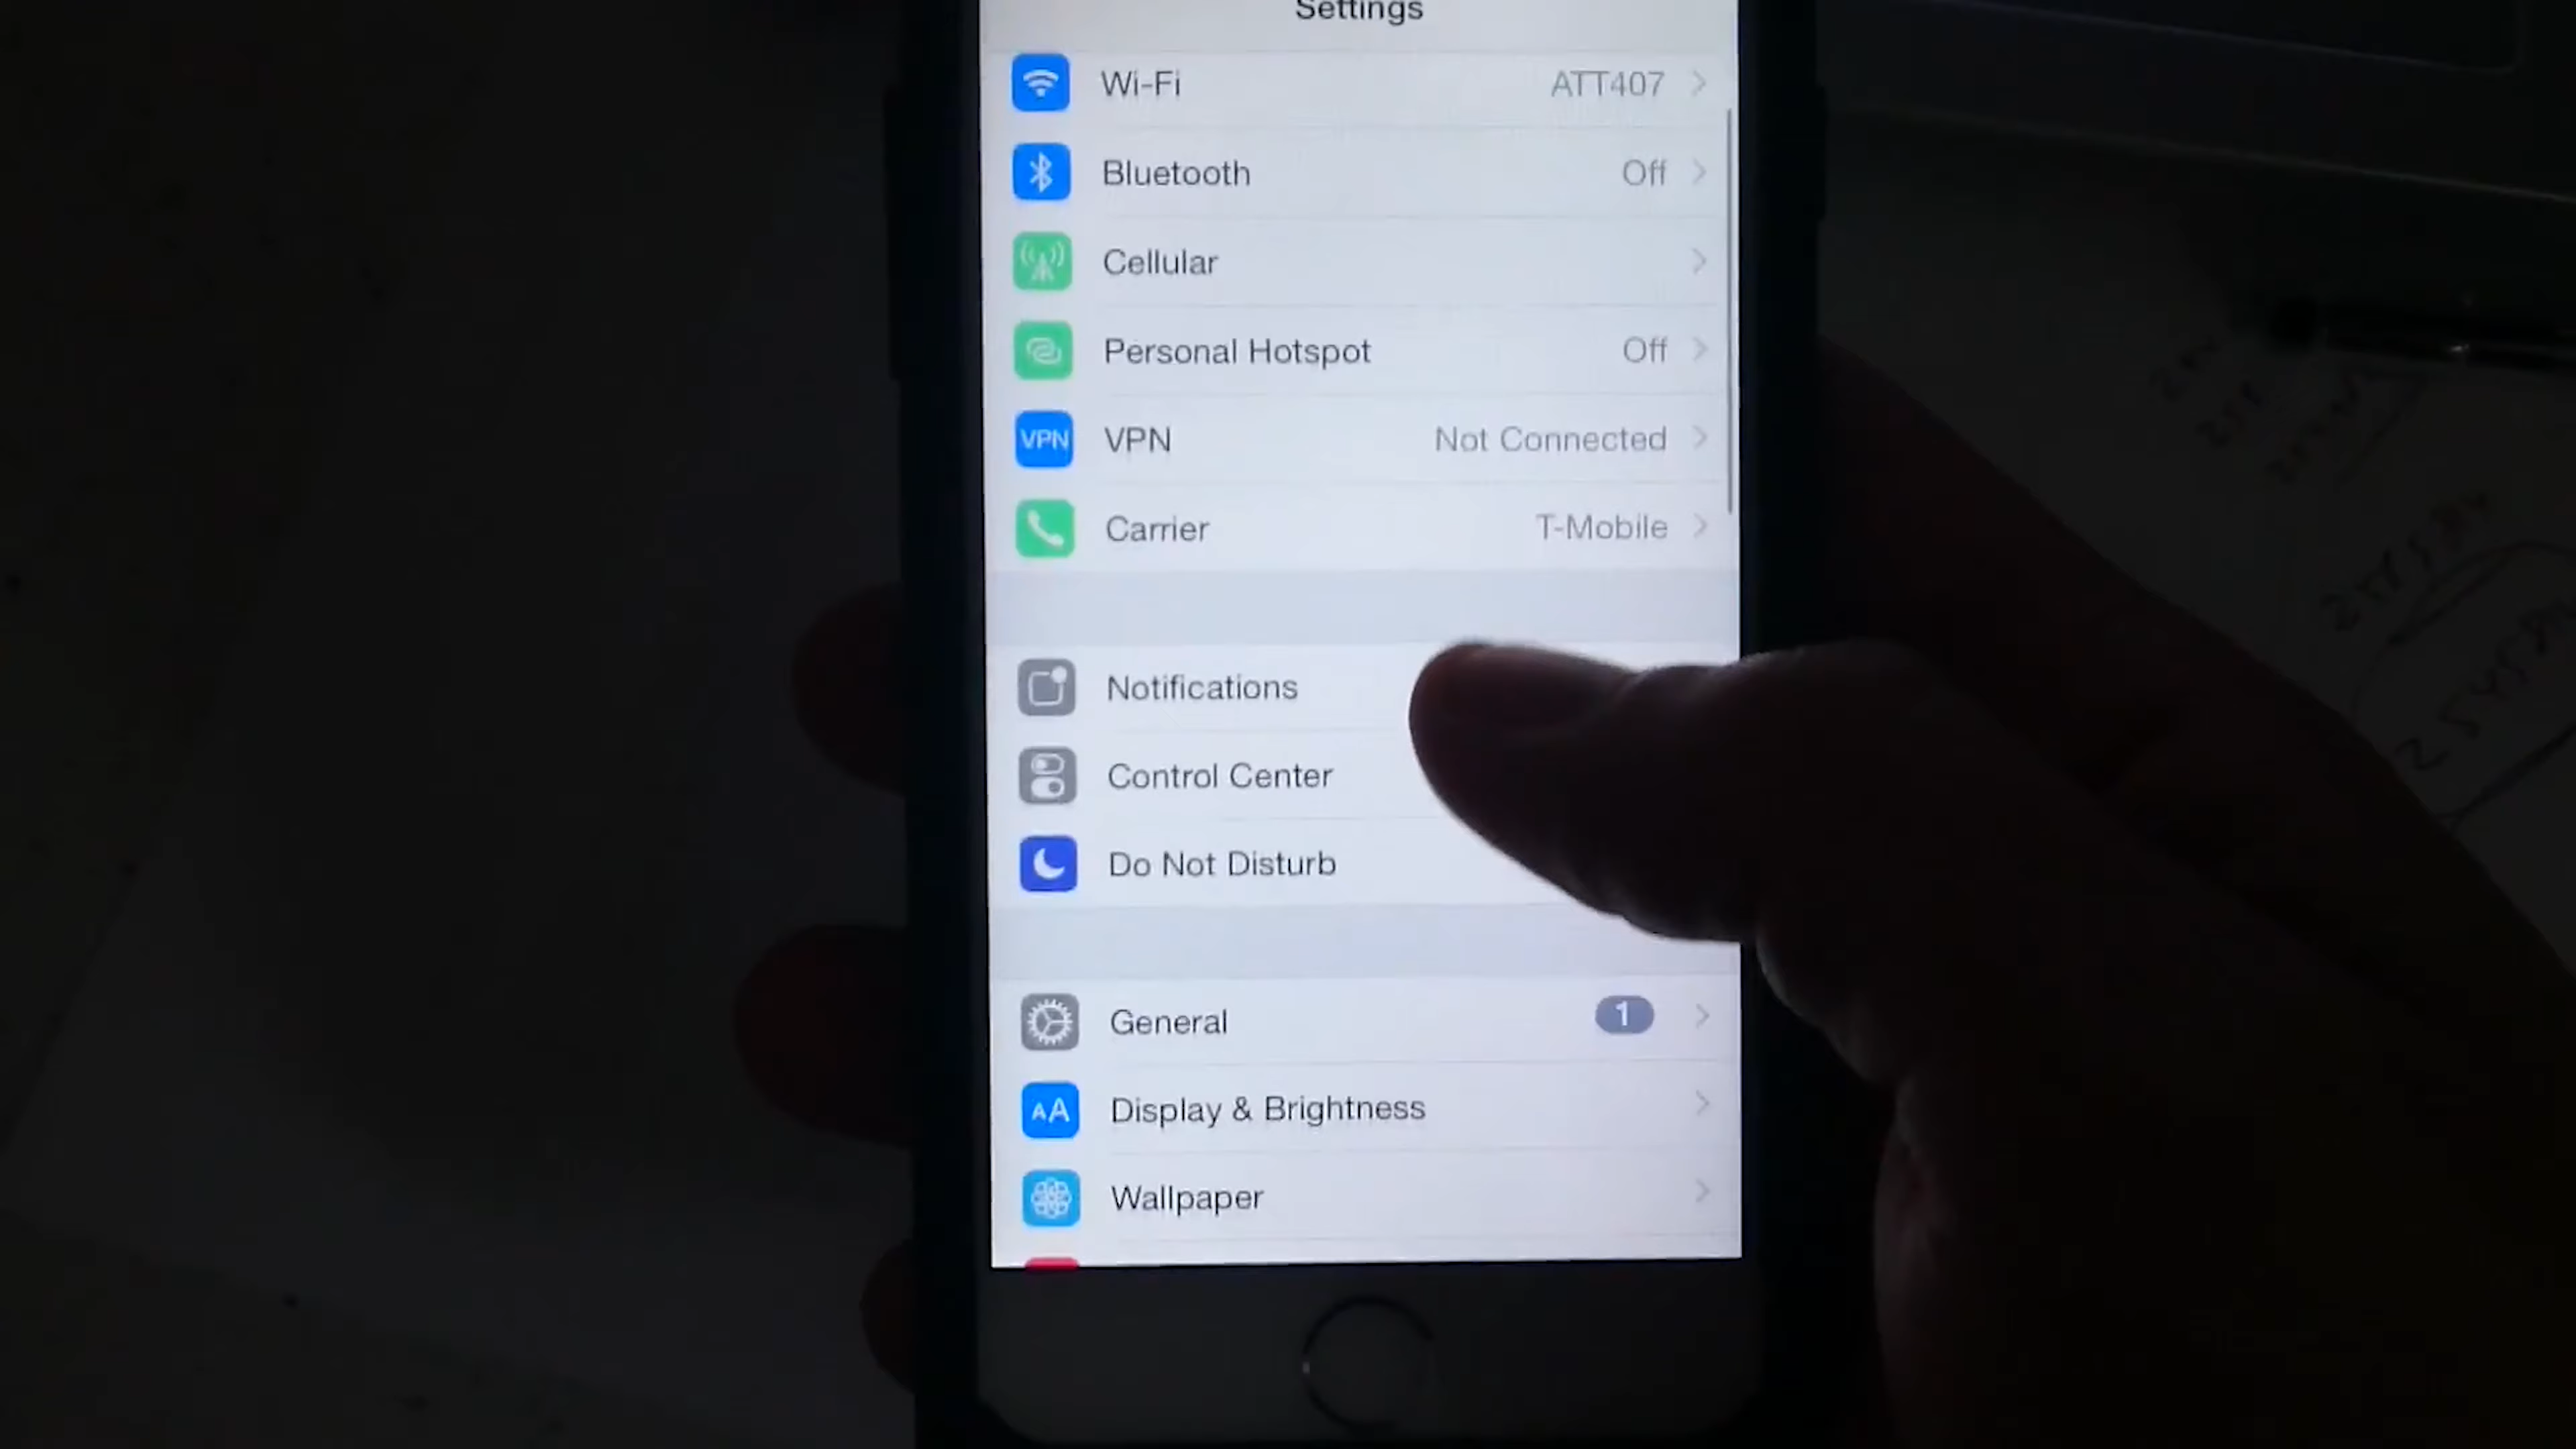 Settings
Wi-Fi ATT407
Bluetooth Off
Cellular
Personal Hotspot Off
VPN VPN Not Connected
Carrier T-Mobile
Notifications
Control Center
Do Not Disturb
General 1
AA Display & Brightness
Wallpaper